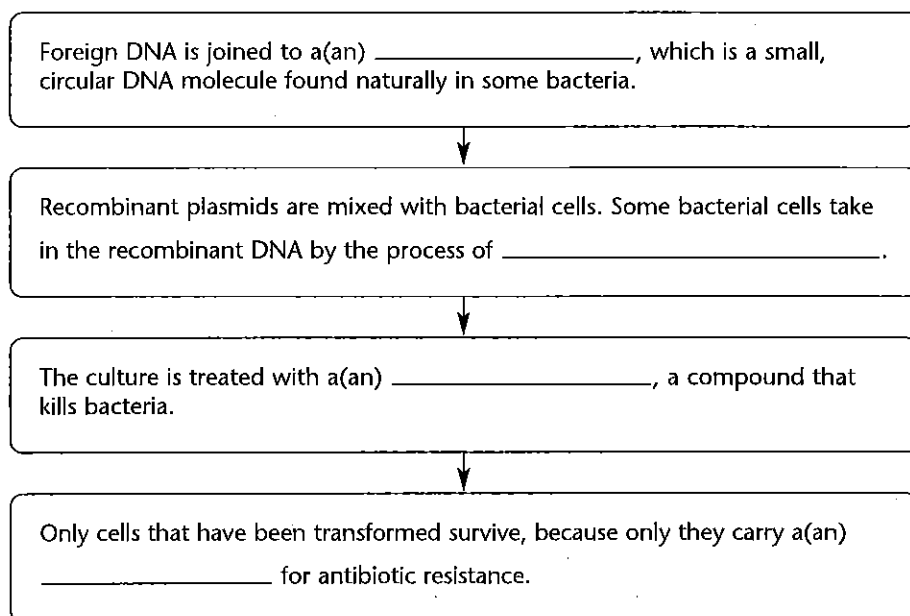 Foreign DNA is joined to a(an) ____________________, which is a small,
circular DNA molecule found naturally in some bacteria.
Recombinant plasmids are mixed with bacterial cells. Some bacterial cells take
in the recombinant DNA by the process of ______________________________.
The culture is treated with a(an) ____________________, a compound that
kills bacteria.
Only cells that have been transformed survive, because only they carry a(an)
__________________ for antibiotic resistance.